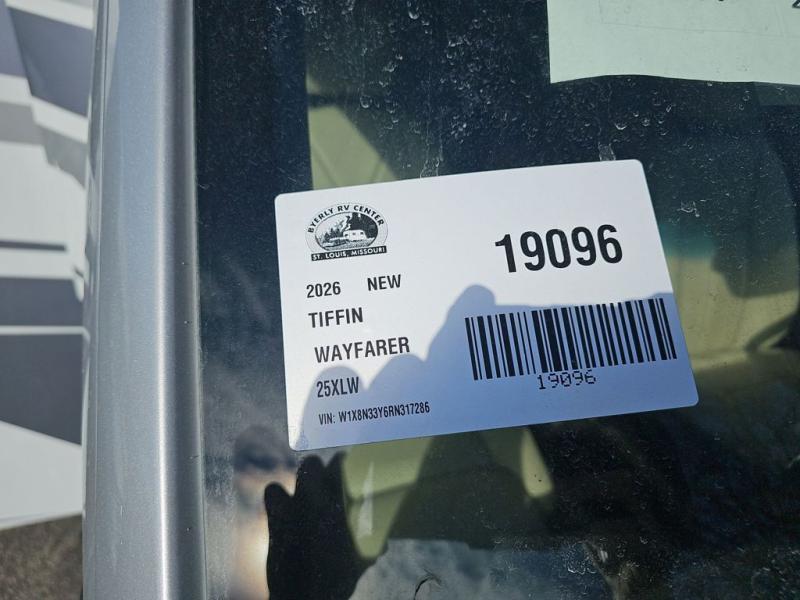 BYERLY RV CENTER
ST. LOUIS, MISSOURI
19096
2026 NEW
TIFFIN
WAYFARER
25XLW
VIN: W1X8N33Y6RN317286
19096